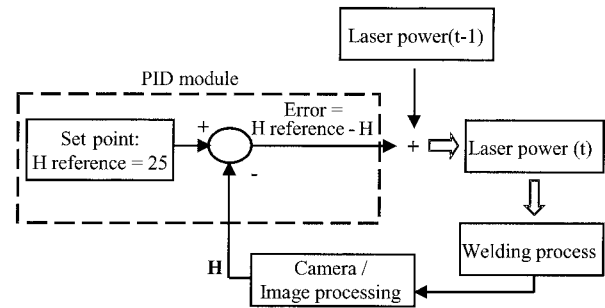 Laser power(t-1)
PID module
Error =
H reference - H
Set point:
H reference = 25
+
-
+
Laser power (t)
Welding process
H
Camera /
Image processing